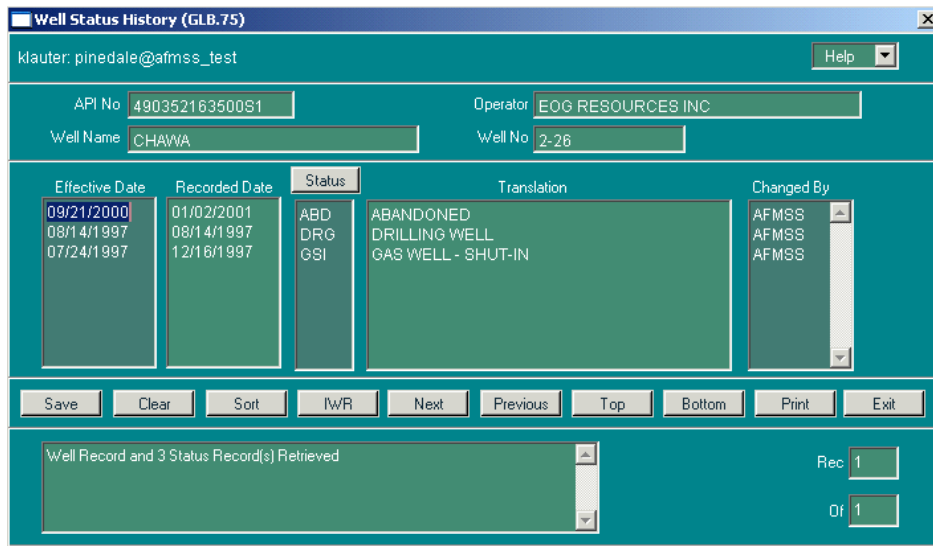 Well Status History (GLB.75)
klauter: pinedale@afmss_test
Help
API No 490352163500S1 Operator EOG RESOURCES INC
Well Name CHAWA Well No 2-26
Effective Date Recorded Date Status Translation Changed By
09/21/2000 01/02/2001 ABD ABANDONED AFMSS
08/14/1997 08/14/1997 DRG DRILLING WELL AFMSS
07/24/1997 12/16/1997 GSI GAS WELL - SHUT-IN AFMSS
Save Clear Sort IWR Next Previous Top Bottom Print Exit
Well Record and 3 Status Record(s) Retrieved
Rec 1
Of 1